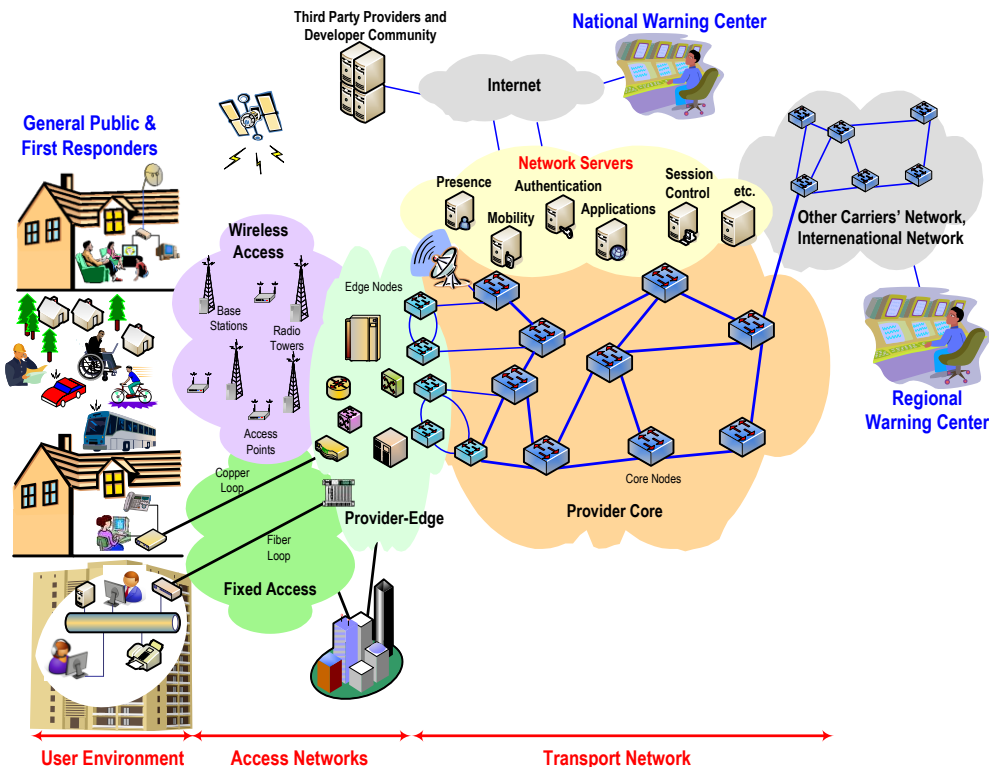 Third Party Providers and
Developer Community
National Warning Center
Internet
General Public &
First Responders
Network Servers
Presence
Authentication
Session
Control
etc.
Mobility
Applications
Other Carriers' Network,
Internenational Network
Wireless
Access
Edge Nodes
Base
Stations
Radio
Towers
Access
Points
Regional
Warning Center
Copper
Loop
Core Nodes
Provider-Edge
Provider Core
Fiber
Loop
Fixed Access
User Environment
Access Networks
Transport Network